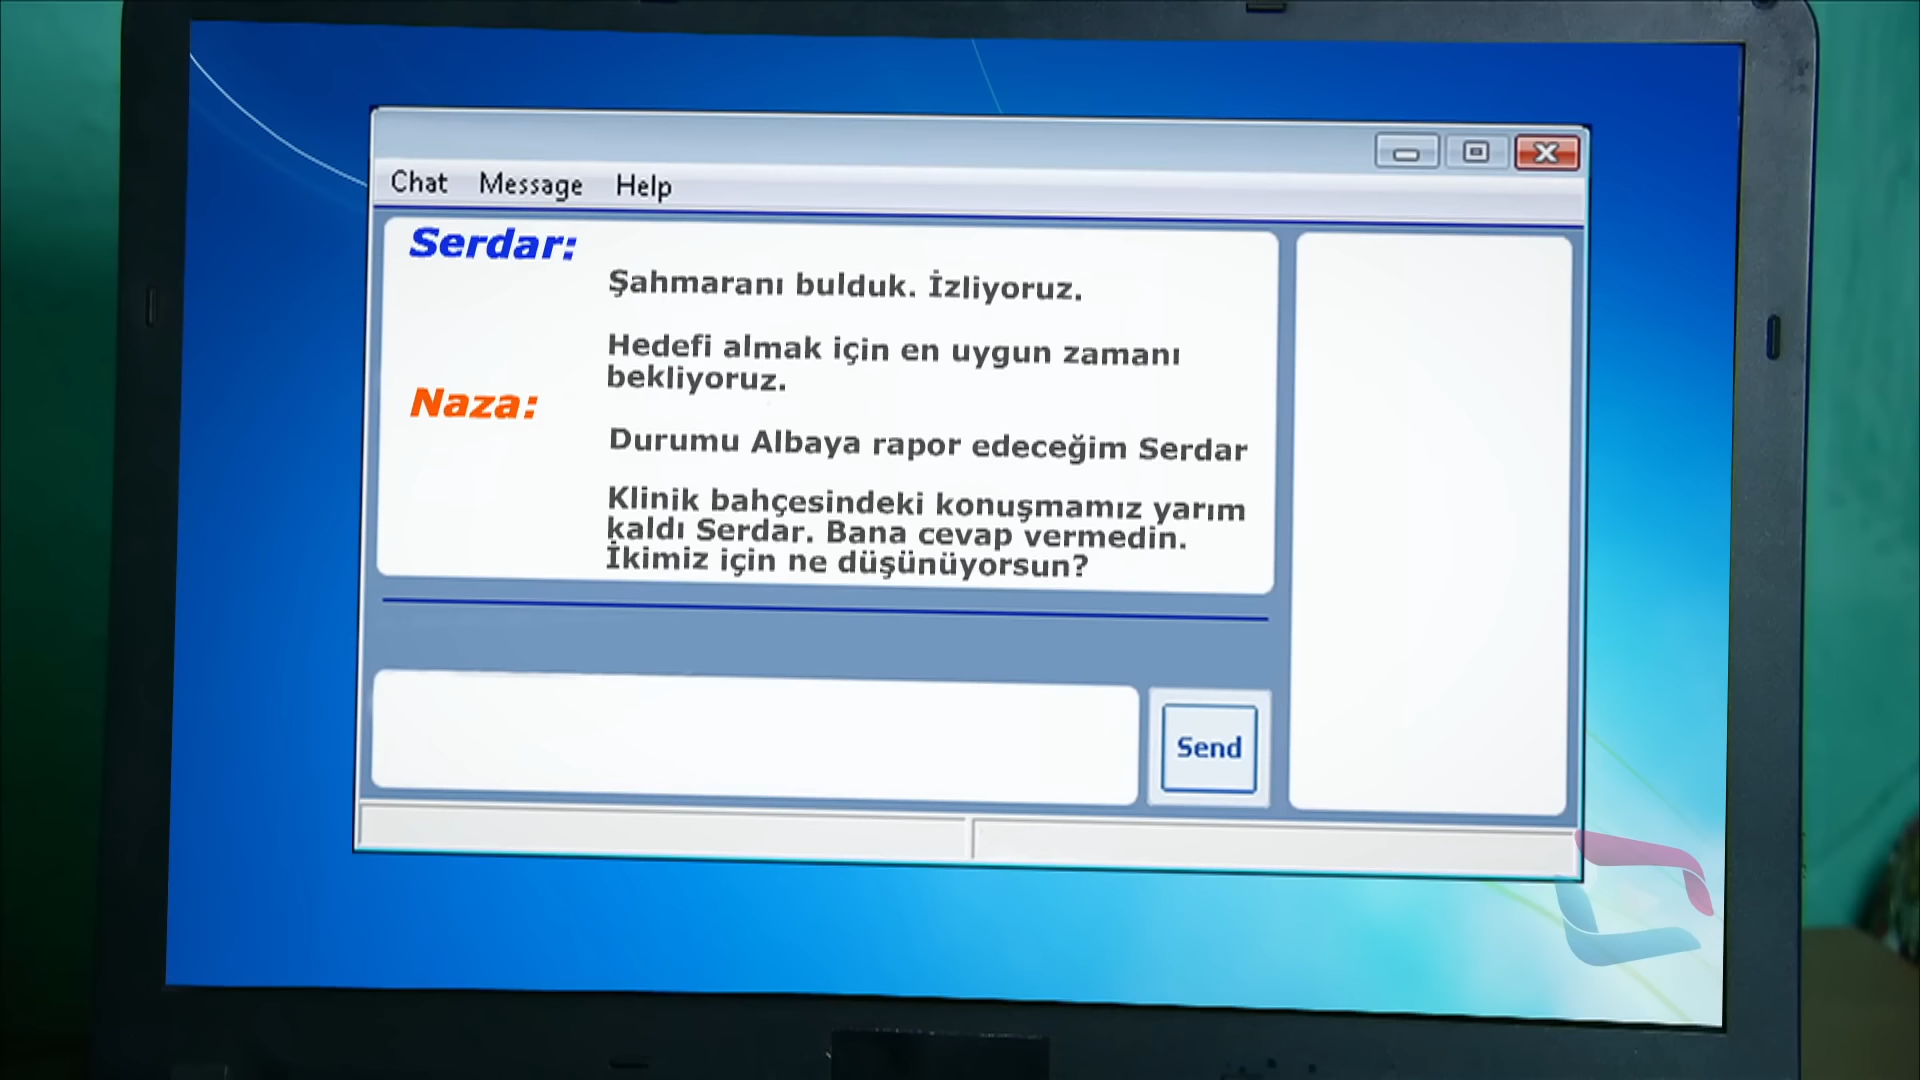 Chat Message Help
Serdar:
Şahmaranı bulduk. İzliyoruz.
Hedefi almak için en uygun zamanı
bekliyoruz.
Naza:
Durumu Albaya rapor edeceğim Serdar
Klinik bahçesindeki konuşmamız yarım
kaldı Serdar. Bana cevap vermedin.
İkimiz için ne düşünüyorsun?
Send